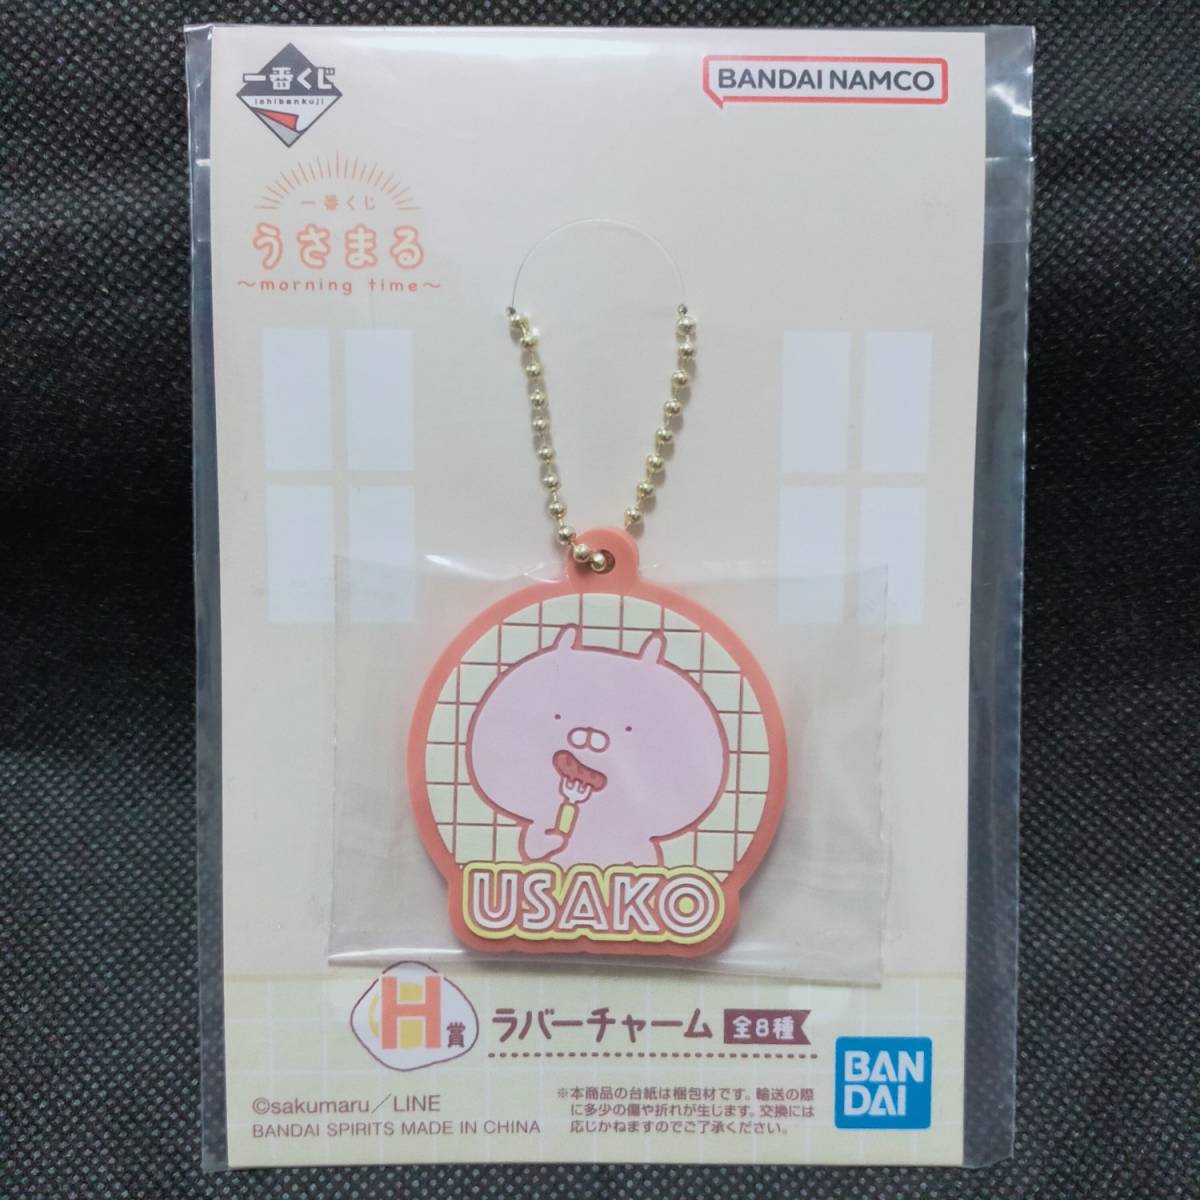 一番くじ
ichibankuji
BANDAI NAMCO
一番くじ
うさまる
～morning time～
USAKO
H賞
ラバーチャーム 全8種
©sakumaru／LINE
BANDAI SPIRITS MADE IN CHINA
※本商品の台紙は梱包材です。輸送の際
に多少の傷や折れが生じます。交換には
応じかねますのでご了承ください。
BAN
DAI